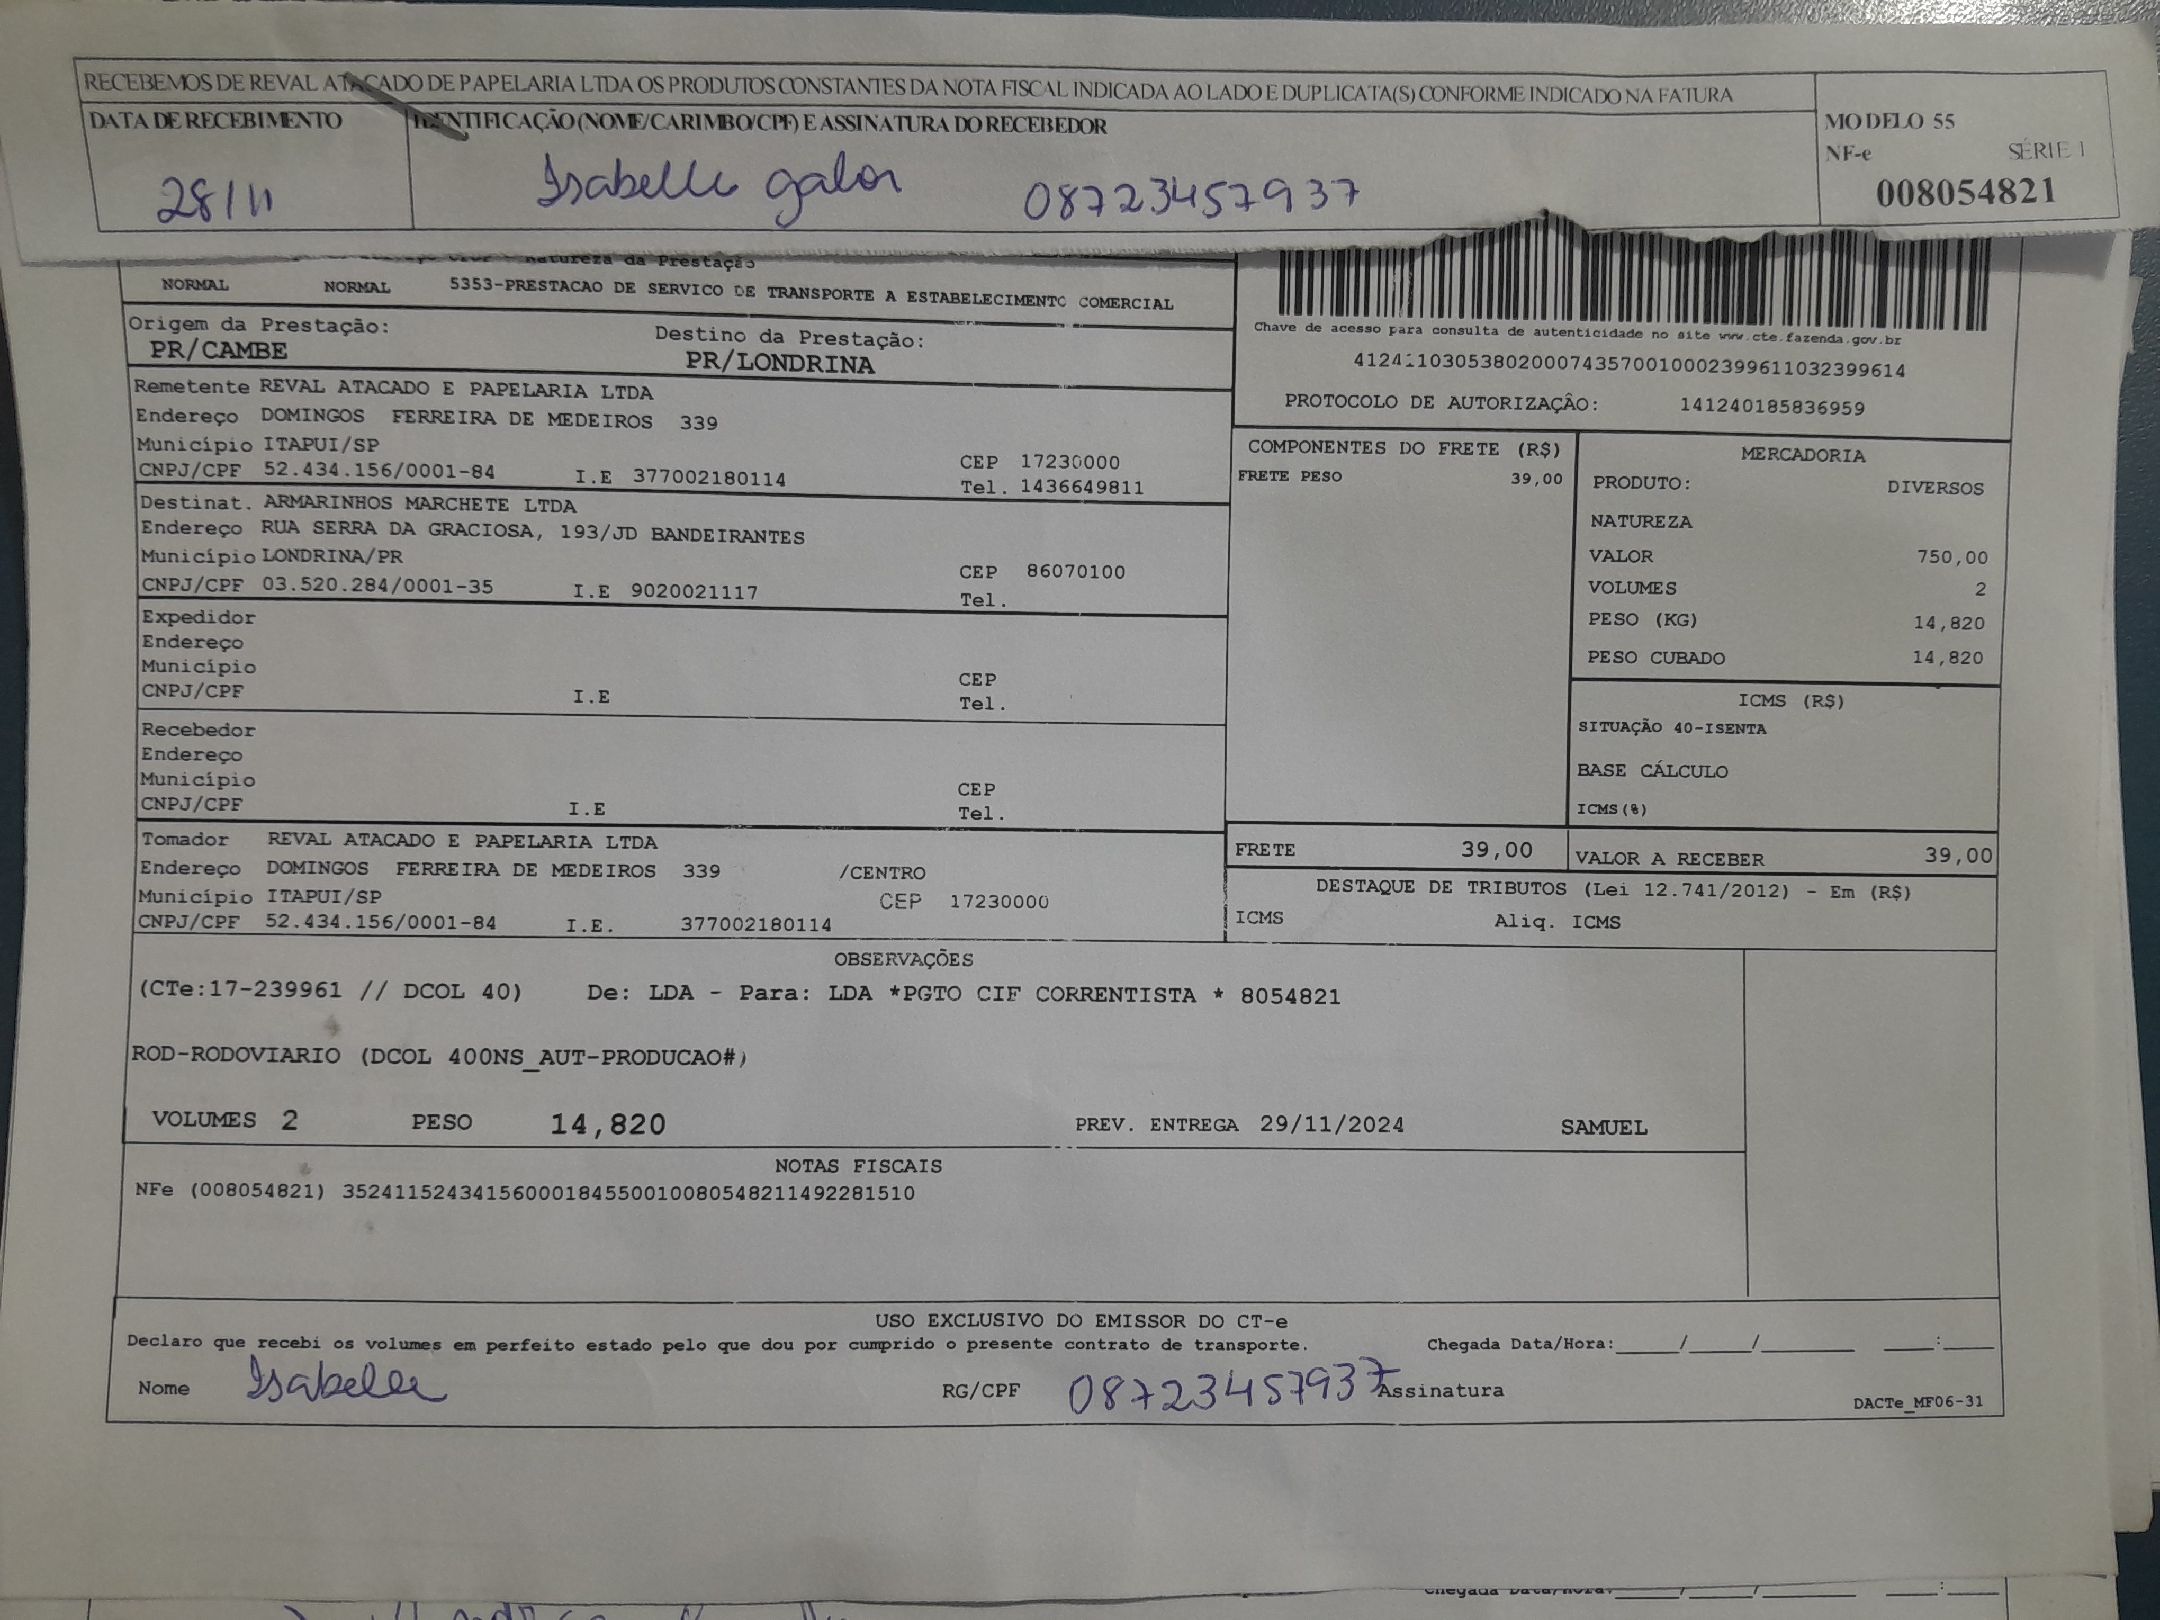 RECEBEMOS DE REVAL ATACADO DE PAPELARIA LTDA OS PRODUTOS CONSTANTES DA NOTA FISCAL INDICADA AO LADO E DUPLICATA(S) CONFORME INDICADO NA FATURA
DATA DE RECEBIMENTO IDENTIFICAÇÃO (NOME/CARIMBO/CPF) E ASSINATURA DO RECEBEDOR
MODELO 55
NF-e SÉRIE 1
008054821
28/11 Isabelle 08723457937
Natureza da Prestação
NORMAL NORMAL 5353-PRESTACAO DE SERVICO DE TRANSPORTE A ESTABELECIMENTO COMERCIAL
Origem da Prestação: Destino da Prestação:
PR/CAMBE PR/LONDRINA
Chave de acesso para consulta de autenticidade no site www.cte.fazenda.gov.br
41241103053802000743570010002399611032399614
PROTOCOLO DE AUTORIZAÇÂO: 141240185836959
Remetente REVAL ATACADO E PAPELARIA LTDA
Endereço DOMINGOS FERREIRA DE MEDEIROS 339
Município ITAPUI/SP
CEP 17230000
CNPJ/CPF 52.434.156/0001-84 I.E 377002180114 Tel. 1436649811
Destinat. ARMARINHOS MARCHETE LTDA
Endereço RUA SERRA DA GRACIOSA, 193/JD BANDEIRANTES
Município LONDRINA/PR
CEP 86070100
CNPJ/CPF 03.520.284/0001-35 I.E 9020021117 Tel.
Expedidor
Endereço
Município
CEP
CNPJ/CPF I.E Tel.
Recebedor
Endereço
Município
CEP
CNPJ/CPF I.E Tel.
Tomador REVAL ATACADO E PAPELARIA LTDA
Endereço DOMINGOS FERREIRA DE MEDEIROS 339 /CENTRO
Município ITAPUI/SP CEP 17230000
CNPJ/CPF 52.434.156/0001-84 I.E. 377002180114
COMPONENTES DO FRETE (R$)
FRETE PESO 39,00
MERCADORIA
PRODUTO: DIVERSOS
NATUREZA
VALOR 750,00
VOLUMES 2
PESO (KG) 14,820
PESO CUBADO 14,820
ICMS (R$)
SITUAÇÃO 40-ISENTA
BASE CÁLCULO
ICMS(%)
FRETE 39,00 VALOR A RECEBER 39,00
DESTAQUE DE TRIBUTOS (Lei 12.741/2012) - Em (R$)
ICMS Aliq. ICMS
OBSERVAÇÕES
(CTe:17-239961 // DCOL 40) De: LDA - Para: LDA *PGTO CIF CORRENTISTA * 8054821
ROD-RODOVIARIO (DCOL 400NS_AUT-PRODUCAO#)
VOLUMES 2 PESO 14,820 PREV. ENTREGA 29/11/2024 SAMUEL
NOTAS FISCAIS
NFe (008054821) 35241152434156000184550010080548211492281510
USO EXCLUSIVO DO EMISSOR DO CT-e
Declaro que recebi os volumes em perfeito estado pelo que dou por cumprido o presente contrato de transporte. Chegada Data/Hora:_____/_____/________ ____:____
Nome Isabelle RG/CPF 08723457937 Assinatura
DACTe_MF06-31
Chegada Data/Hora: